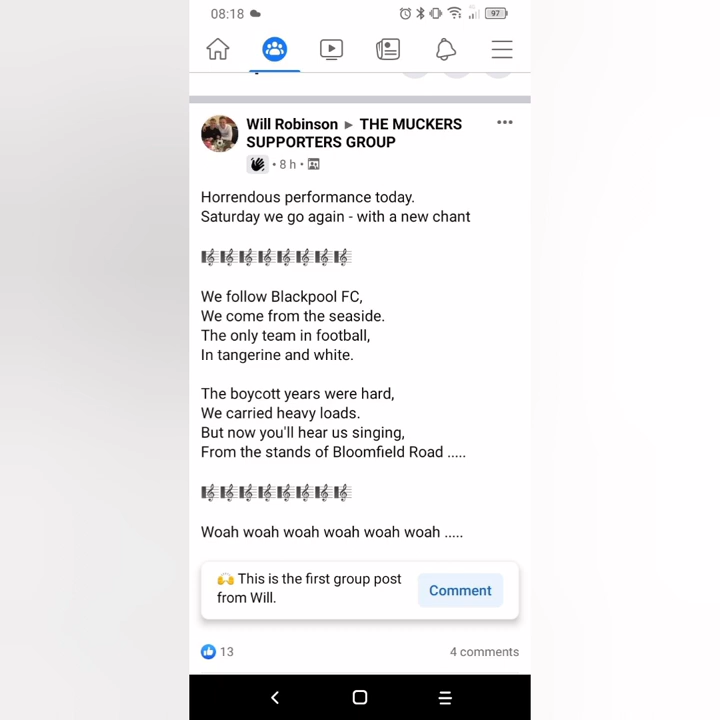 08:18
97
Will Robinson ▸ THE MUCKERS
SUPPORTERS GROUP
8 h
Horrendous performance today.
Saturday we go again - with a new chant
🎼🎼🎼🎼🎼🎼🎼🎼
We follow Blackpool FC,
We come from the seaside.
The only team in football,
In tangerine and white.
The boycott years were hard,
We carried heavy loads.
But now you'll hear us singing,
From the stands of Bloomfield Road .....
🎼🎼🎼🎼🎼🎼🎼🎼
Woah woah woah woah woah woah .....
🙌 This is the first group post
from Will.
Comment
13
4 comments